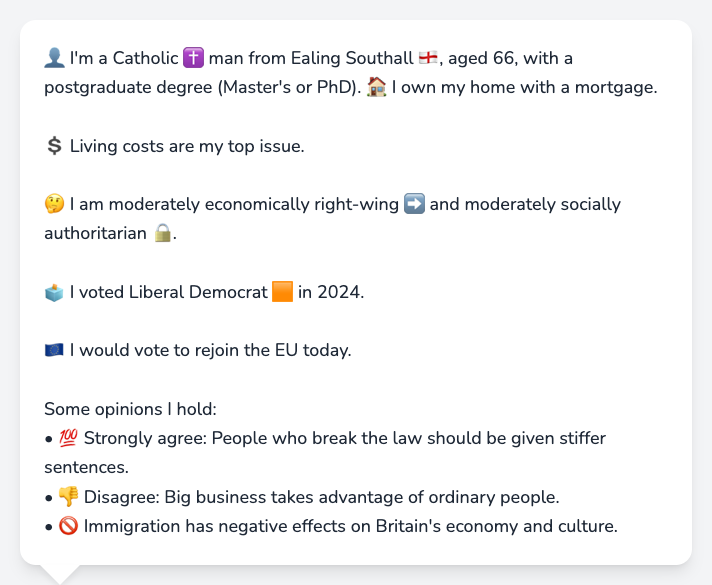 👤 I'm a Catholic ✝️ man from Ealing Southall 🏴󠁧󠁢󠁥󠁮󠁧󠁿, aged 66, with a
postgraduate degree (Master's or PhD). 🏠 I own my home with a mortgage.
💲 Living costs are my top issue.
🤔 I am moderately economically right-wing ➡️ and moderately socially
authoritarian 🔒.
🗳️ I voted Liberal Democrat 🟧 in 2024.
🇪🇺 I would vote to rejoin the EU today.
Some opinions I hold:
• 💯 Strongly agree: People who break the law should be given stiffer
sentences.
• 👎 Disagree: Big business takes advantage of ordinary people.
• 🚫 Immigration has negative effects on Britain's economy and culture.